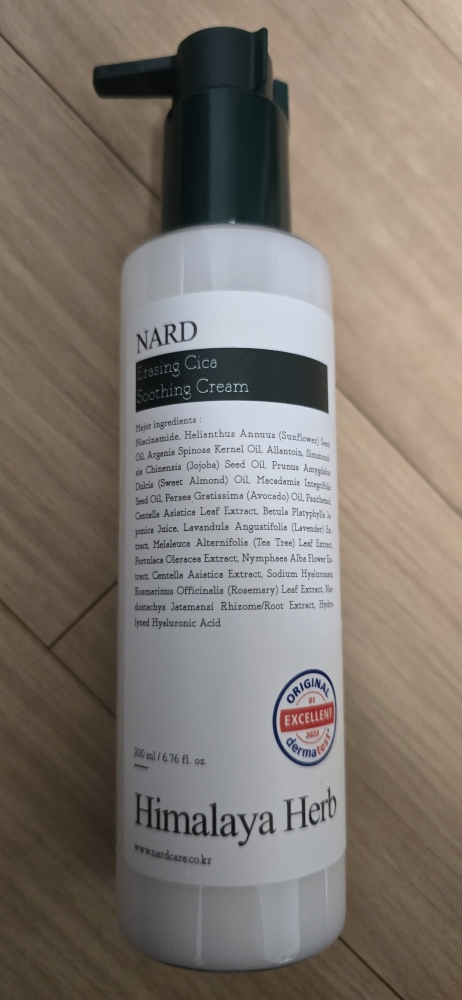 NARD
Erasing Cica
Soothing Cream
Major ingredients :
Niacinamide, Helianthus Annuus (Sunflower) Seed
Oil, Argania Spinosa Kernel Oil, Allantoin, Simmond
sia Chinensis (Jojoba) Seed Oil, Prunus Amygdalus
Dulcis (Sweet Almond) Oil, Macadamia Integrifolia
Seed Oil, Persea Gratissima (Avocado) Oil, Panthenol,
Centella Asiatica Leaf Extract, Betula Platyphylla Ja-
ponica Juice, Lavandula Angustifolia (Lavender) Ex-
tract, Melaleuca Alternifolia (Tea Tree) Leaf Extract,
Portulaca Oleracea Extract, Nymphaea Alba Flower Ex-
tract, Centella Asiatica Extract, Sodium Hyaluronate,
Rosmarinus Officinalis (Rosemary) Leaf Extract, Nar-
dostachys Jatamansi Rhizome/Root Extract, Hydro-
lyzed Hyaluronic Acid
ORIGINAL
01
EXCELLENT
2022
dermatest
200 ml / 6.76 fl. oz.
Himalaya Herb
www.nardcare.co.kr